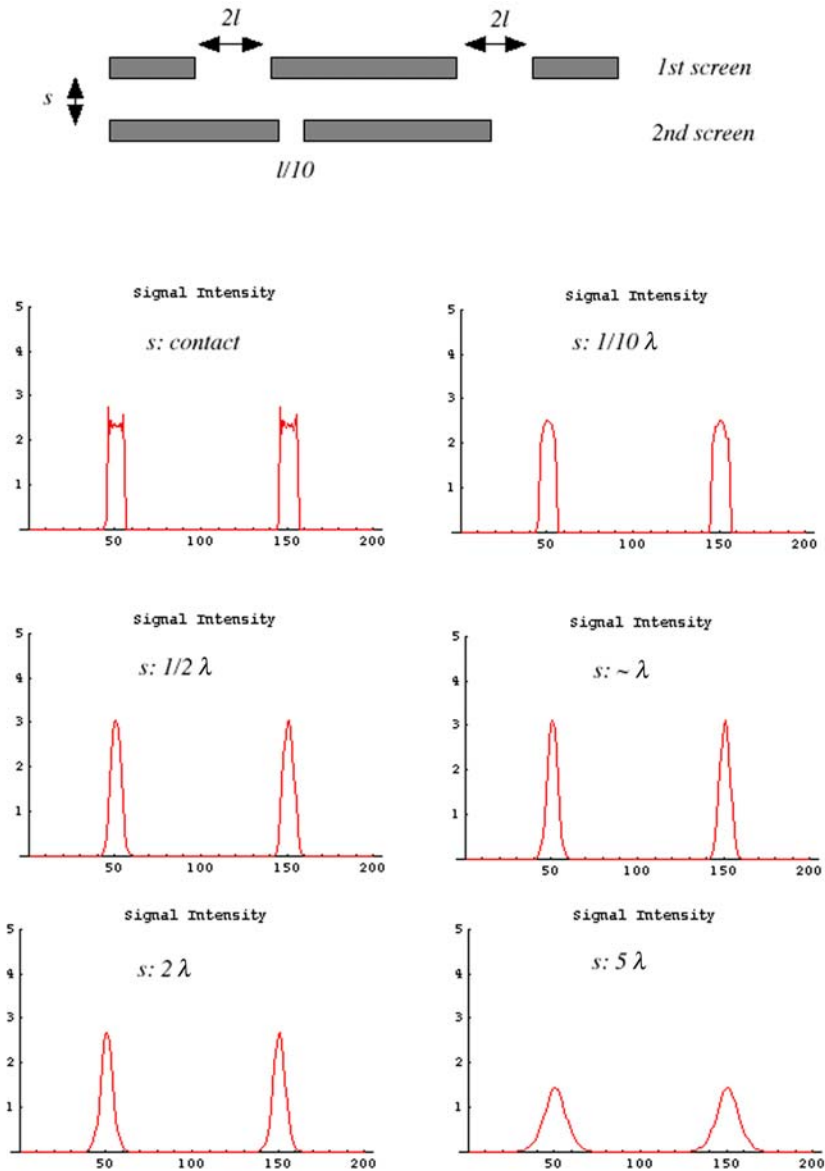 2l 2l
1st screen
s
2nd screen
l/10
Signal Intensity Signal Intensity
5 5
s: contact s: 1/10 λ
4 4
3 3
2 2
1 1
50 100 150 200 50 100 150 200
Signal Intensity Signal Intensity
5 5
s: 1/2 λ s: ~ λ
4 4
3 3
2 2
1 1
50 100 150 200 50 100 150 200
Signal Intensity Signal Intensity
5 5
s: 2 λ s: 5 λ
4 4
3 3
2 2
1 1
50 100 150 200 50 100 150 200